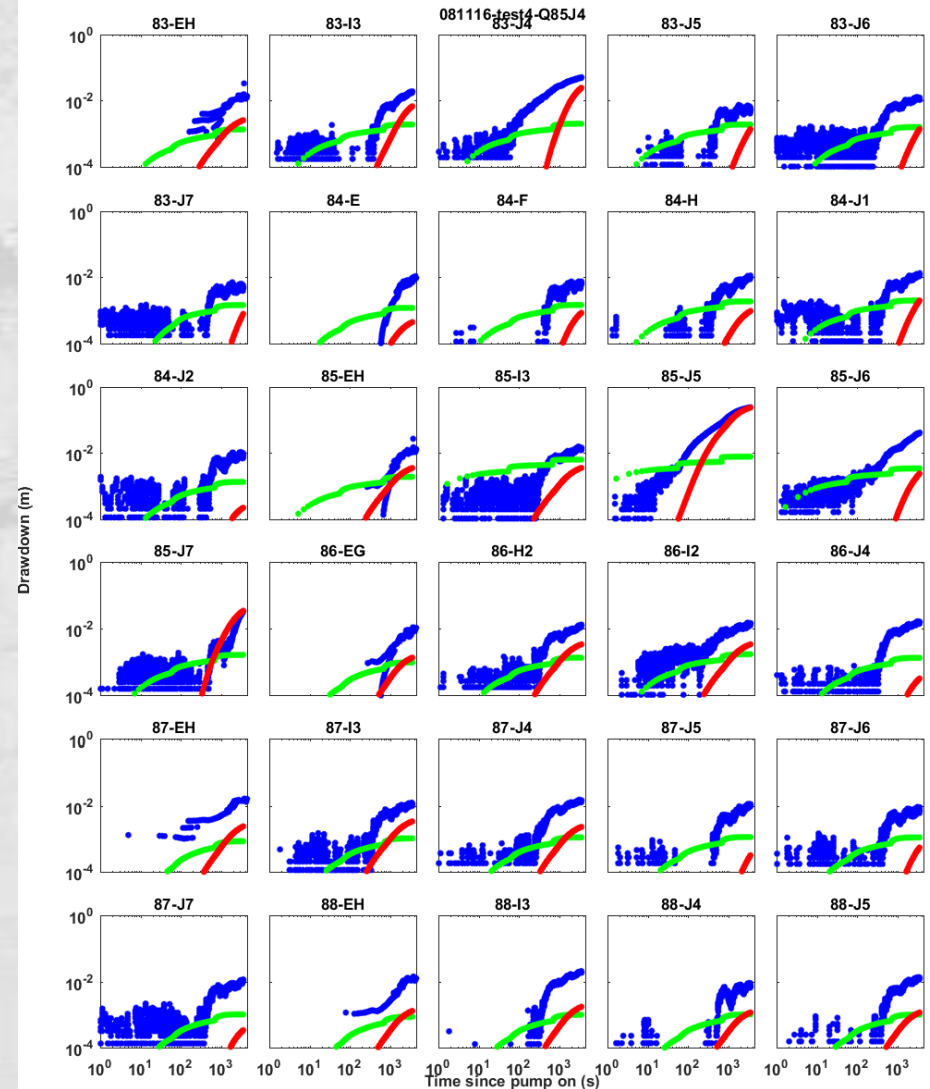 081116-test4-Q85J4
83-EH 83-I3 83-J4 83-J5 83-J6
10^0
10^-2
10^-4
83-J7 84-E 84-F 84-H 84-J1
10^0
10^-2
10^-4
84-J2 85-EH 85-I3 85-J5 85-J6
10^0
10^-2
10^-4
Drawdown (m)
85-J7 86-EG 86-H2 86-I2 86-J4
10^0
10^-2
10^-4
87-EH 87-I3 87-J4 87-J5 87-J6
10^0
10^-2
10^-4
87-J7 88-EH 88-I3 88-J4 88-J5
10^0
10^-2
10^-4
10^0 10^1 10^2 10^3 10^0 10^1 10^2 10^3 10^0 10^1 10^2 10^3 10^0 10^1 10^2 10^3 10^0 10^1 10^2 10^3
Time since pump on (s)